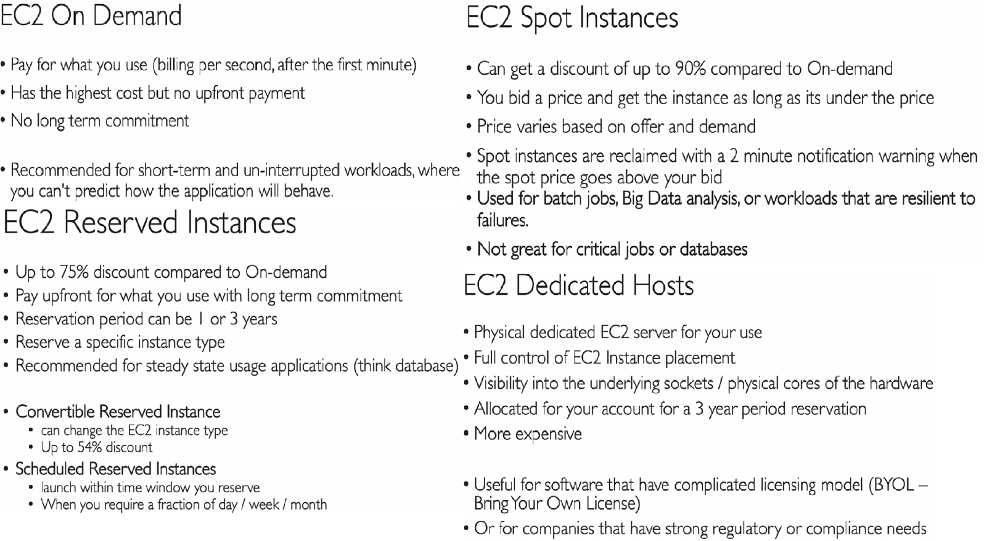 EC2 On Demand
• Pay for what you use (billing per second, after the first minute)
• Has the highest cost but no upfront payment
• No long term commitment
• Recommended for short-term and un-interrupted workloads, where
you can't predict how the application will behave.
EC2 Reserved Instances
• Up to 75% discount compared to On-demand
• Pay upfront for what you use with long term commitment
• Reservation period can be 1 or 3 years
• Reserve a specific instance type
• Recommended for steady state usage applications (think database)
• Convertible Reserved Instance
• can change the EC2 instance type
• Up to 54% discount
• Scheduled Reserved Instances
• launch within time window you reserve
• When you require a fraction of day / week / month
EC2 Spot Instances
• Can get a discount of up to 90% compared to On-demand
• You bid a price and get the instance as long as its under the price
• Price varies based on offer and demand
• Spot instances are reclaimed with a 2 minute notification warning when
the spot price goes above your bid
• Used for batch jobs, Big Data analysis, or workloads that are resilient to
failures.
• Not great for critical jobs or databases
EC2 Dedicated Hosts
• Physical dedicated EC2 server for your use
• Full control of EC2 Instance placement
• Visibility into the underlying sockets / physical cores of the hardware
• Allocated for your account for a 3 year period reservation
• More expensive
• Useful for software that have complicated licensing model (BYOL –
Bring Your Own License)
• Or for companies that have strong regulatory or compliance needs